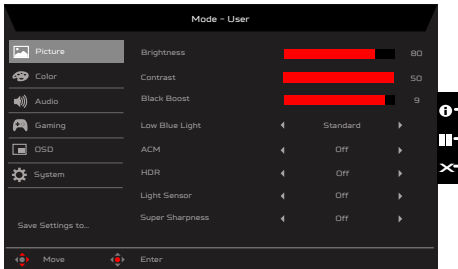 Mode - User
Picture
Color
Audio
Gaming
OSD
System
Save Settings to...
Brightness 80
Contrast 50
Black Boost 9
Low Blue Light Standard
ACM Off
HDR Off
Light Sensor Off
Super Sharpness Off
Move Enter